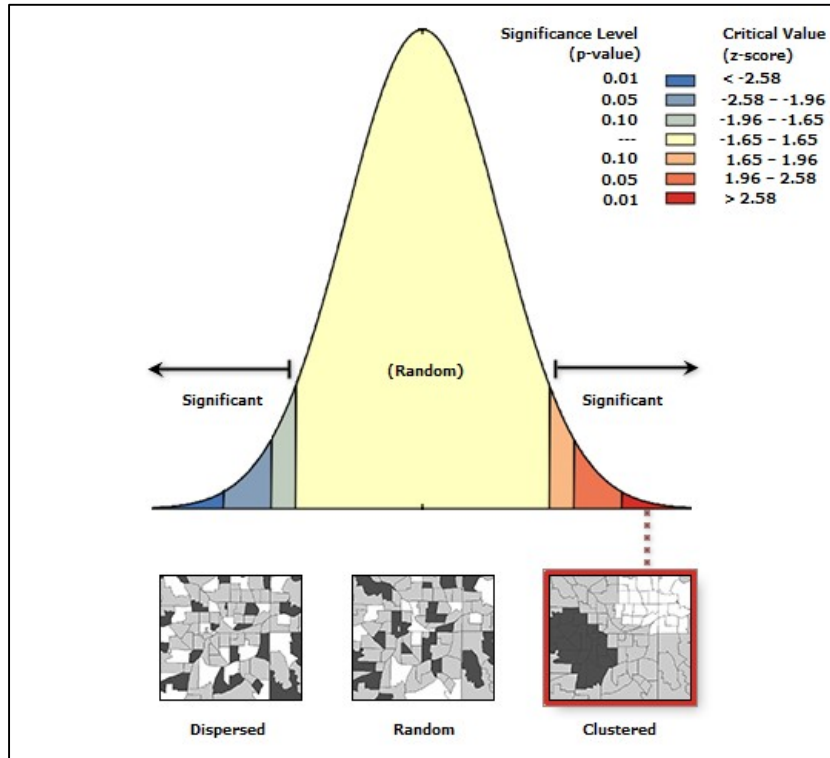 Significance Level Critical Value
(p-value) (z-score)
0.01 < -2.58
0.05 -2.58 – -1.96
0.10 -1.96 – -1.65
--- -1.65 – 1.65
0.10 1.65 – 1.96
0.05 1.96 – 2.58
0.01 > 2.58
(Random)
Significant Significant
Dispersed Random Clustered